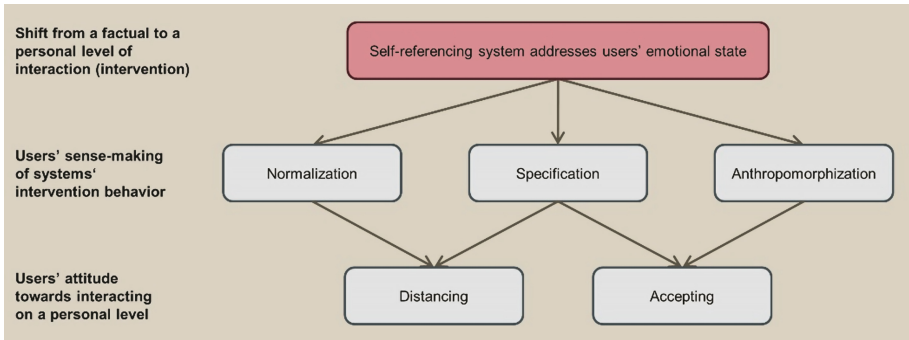 Shift from a factual to a
personal level of
interaction (intervention)
Self-referencing system addresses users' emotional state
Users' sense-making
of systems‘
intervention behavior
Normalization
Specification
Anthropomorphization
Users' attitude
towards interacting
on a personal level
Distancing
Accepting